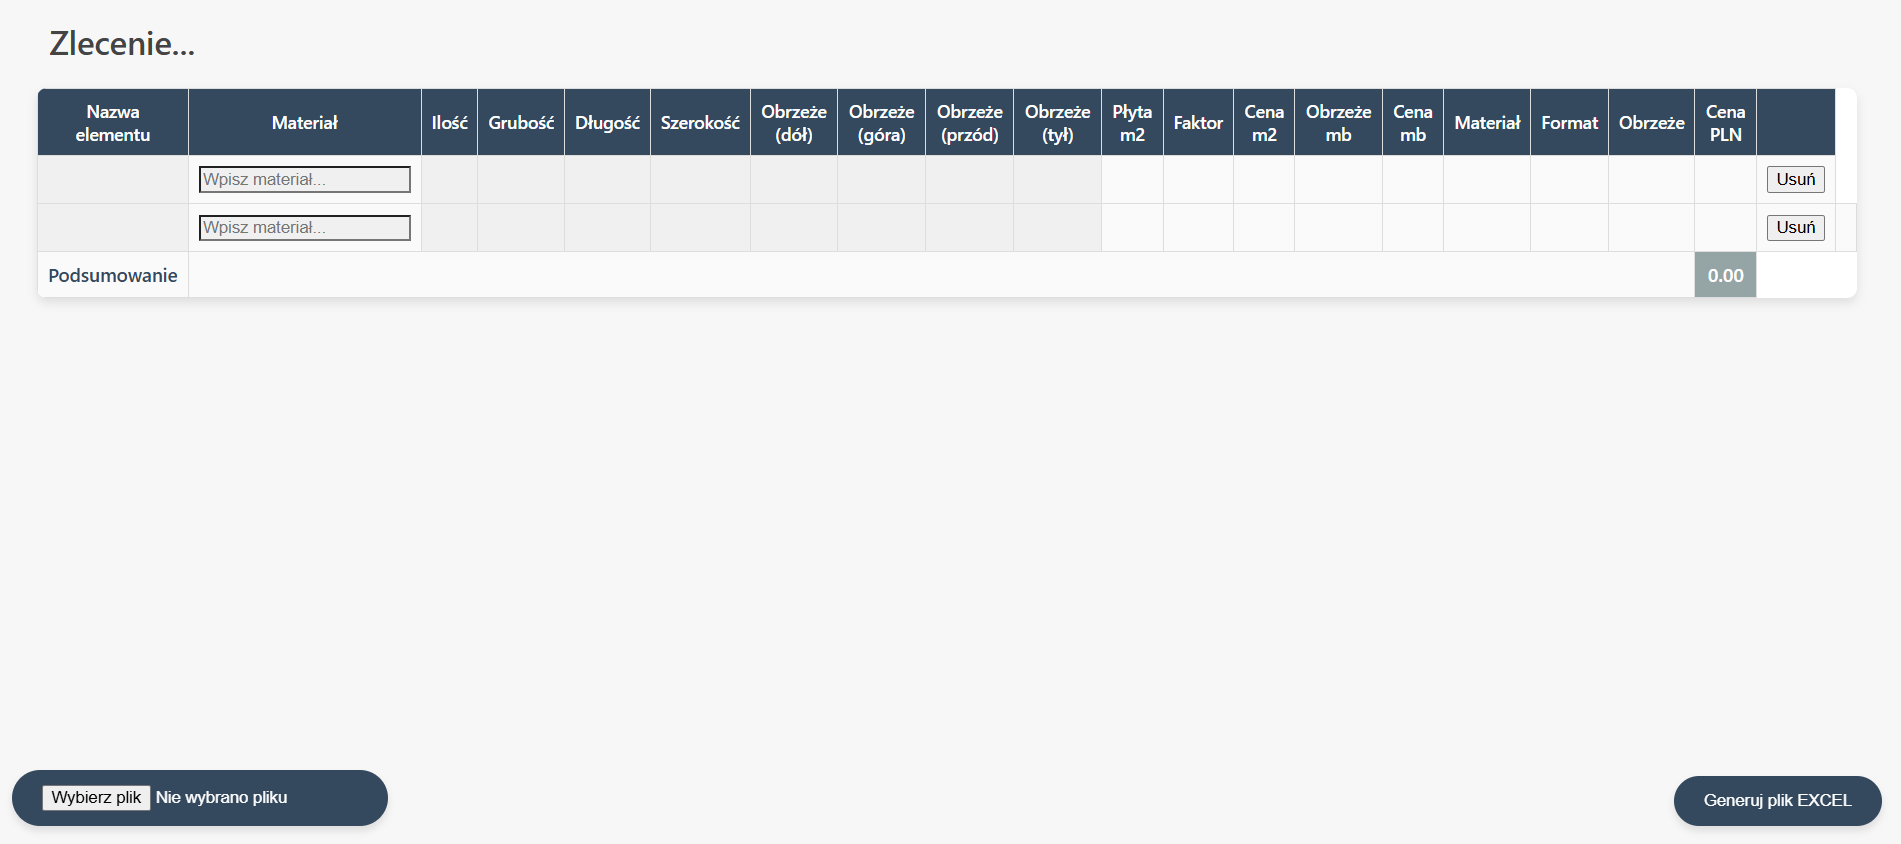 Zlecenie...
Nazwa elementu Materiał Ilość Grubość Długość Szerokość Obrzeże (dół) Obrzeże (góra) Obrzeże (przód) Obrzeże (tył) Płyta m2 Faktor Cena m2 Obrzeże mb Cena mb Materiał Format Obrzeże Cena PLN
Wpisz materiał... Usuń
Wpisz materiał... Usuń
Podsumowanie 0.00
Wybierz plik Nie wybrano pliku
Generuj plik EXCEL